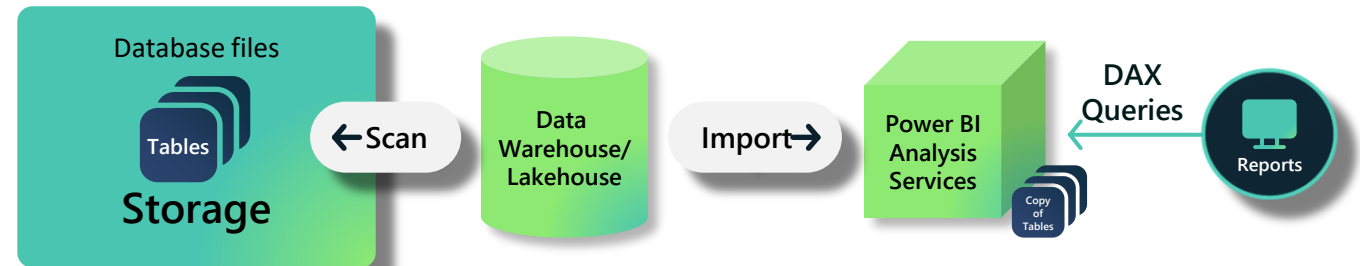 Database files
Tables
Storage
Scan
Data
Warehouse/
Lakehouse
Import
Power BI
Analysis
Services
Copy
of
Tables
DAX
Queries
Reports